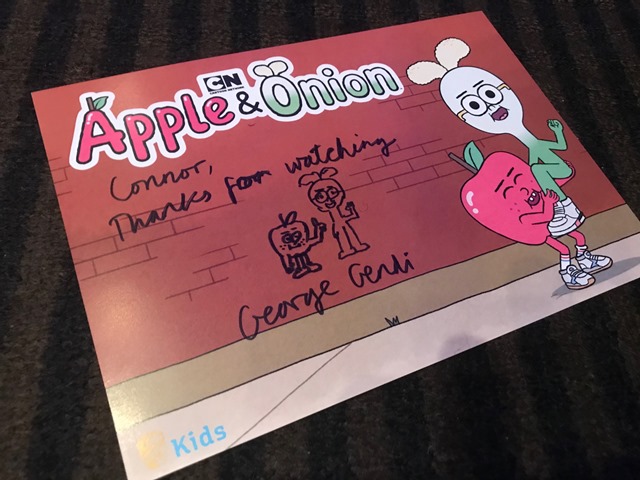 CN
CARTOON NETWORK
Apple & Onion
Connor,
Thanks for watching
George Gendi
Kids